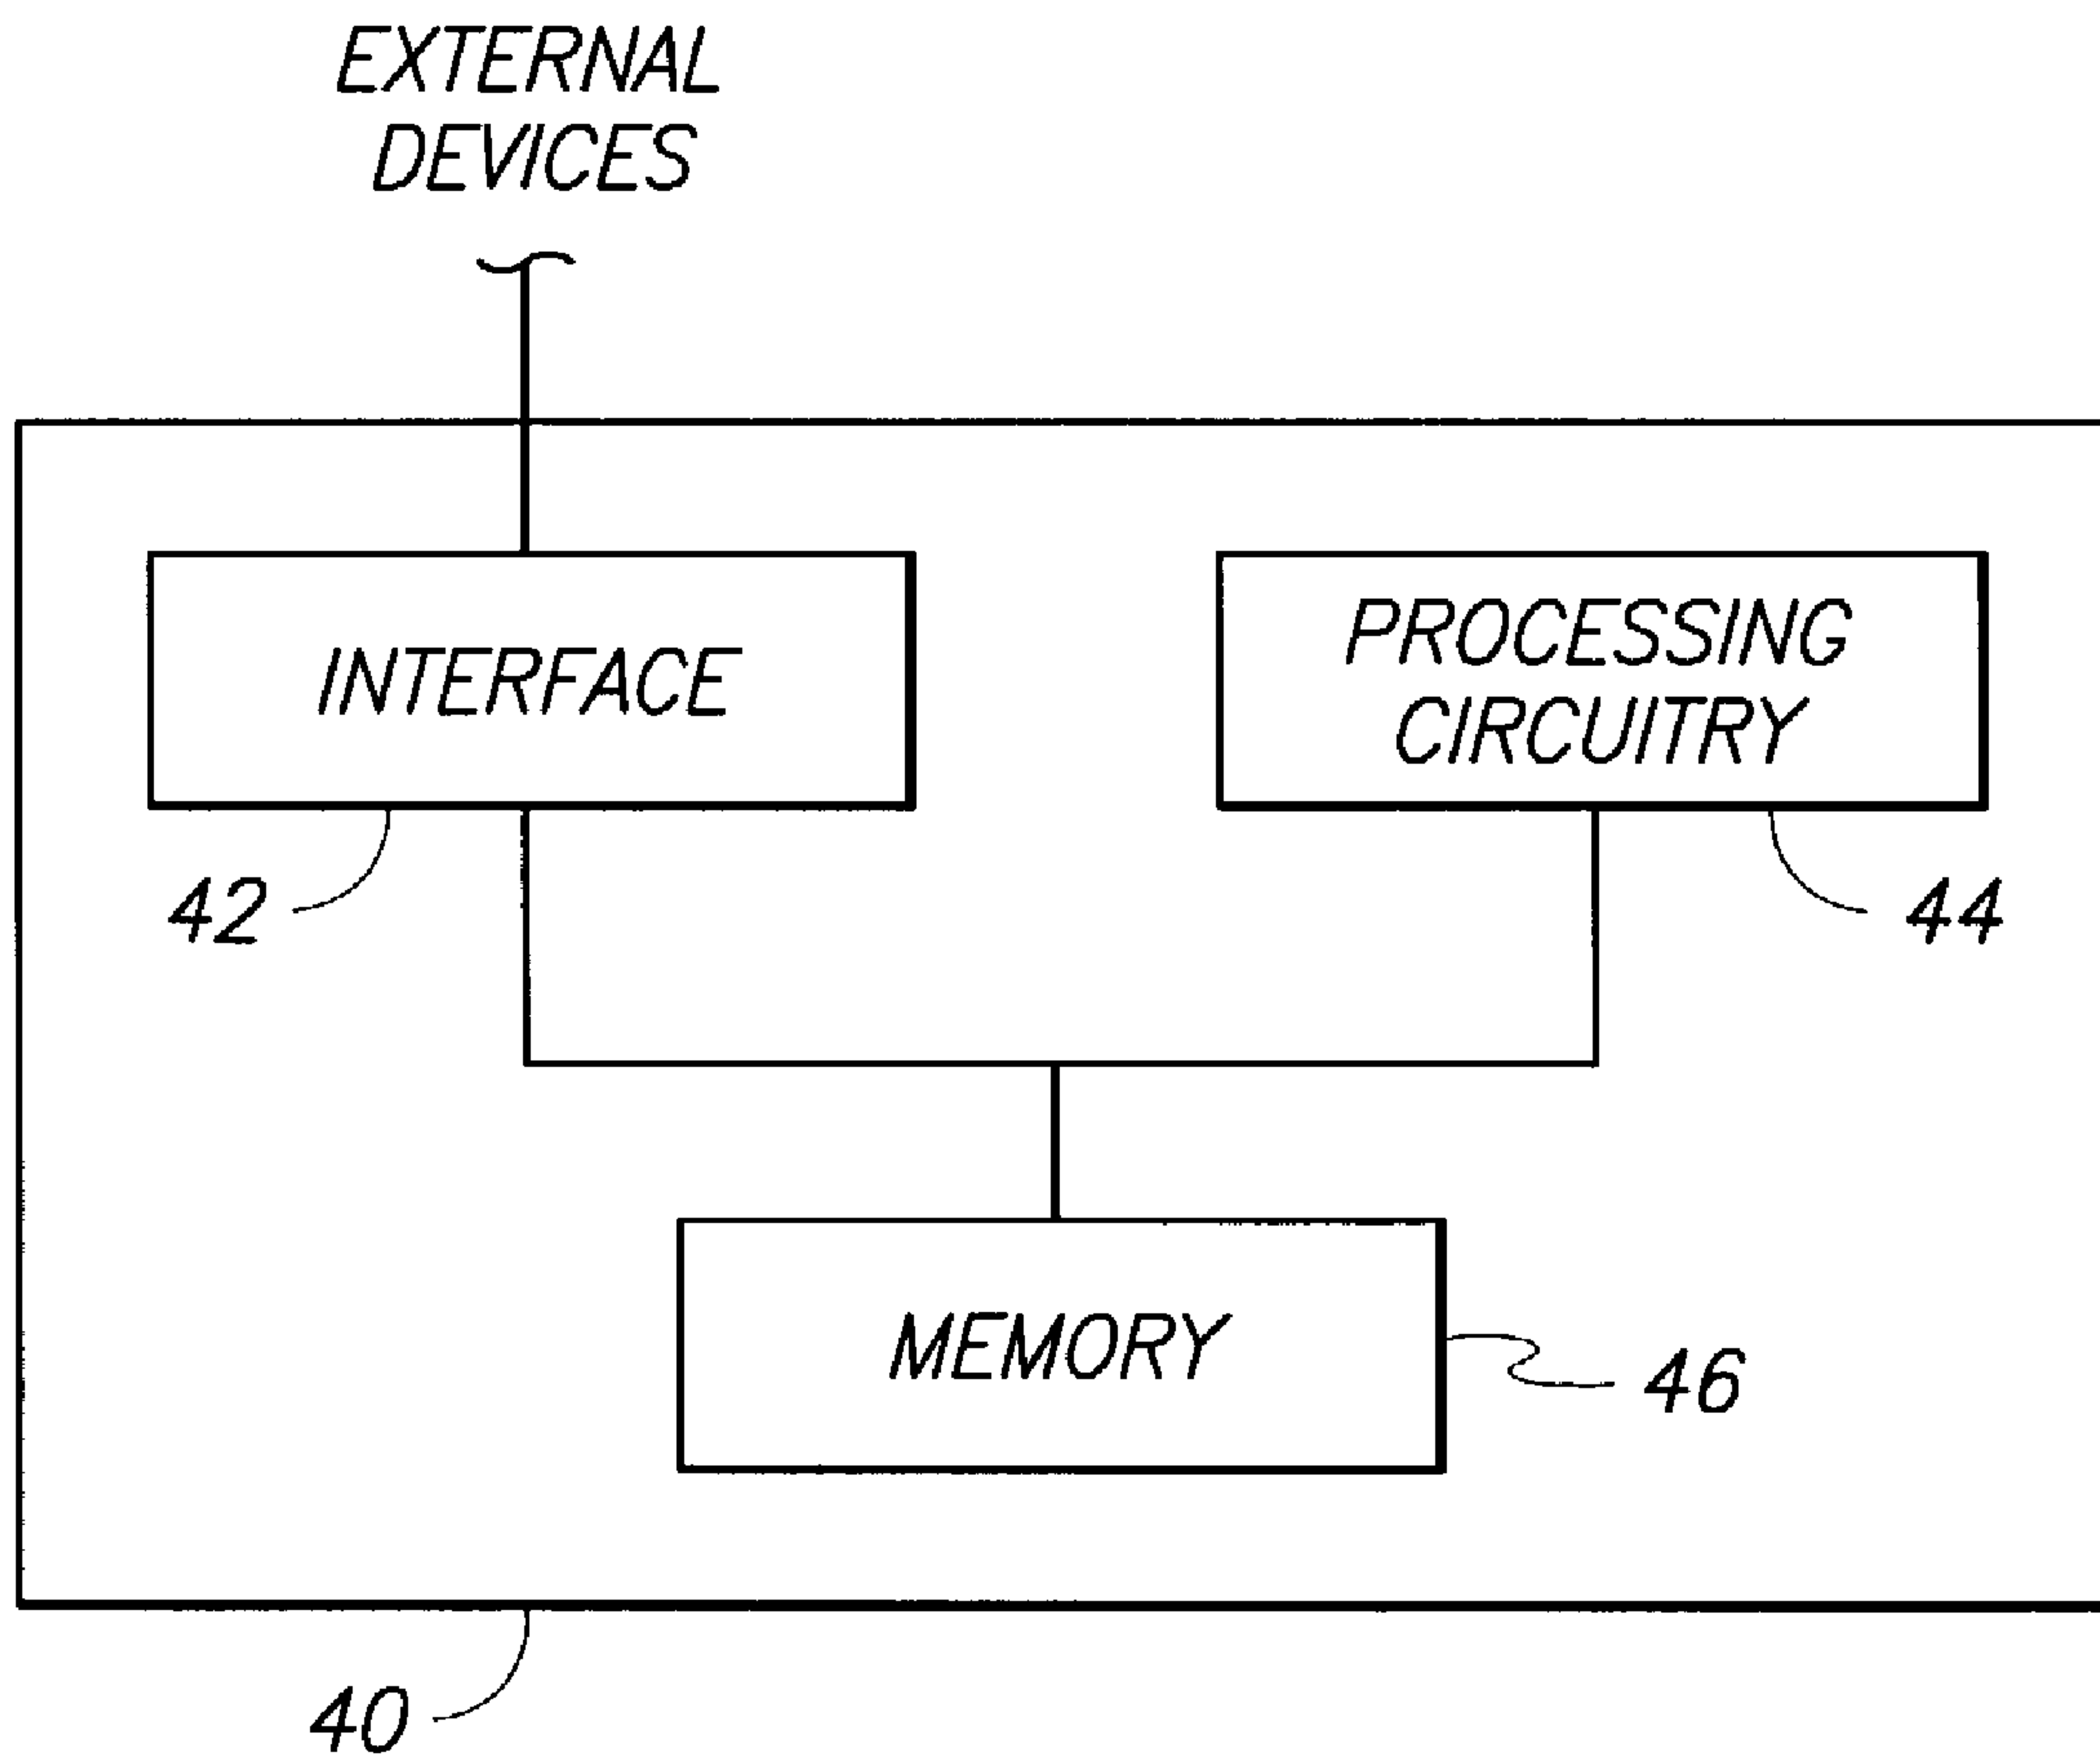 EXTERNAL
DEVICES
INTERFACE
PROCESSING
CIRCUITRY
42
44
MEMORY
46
40